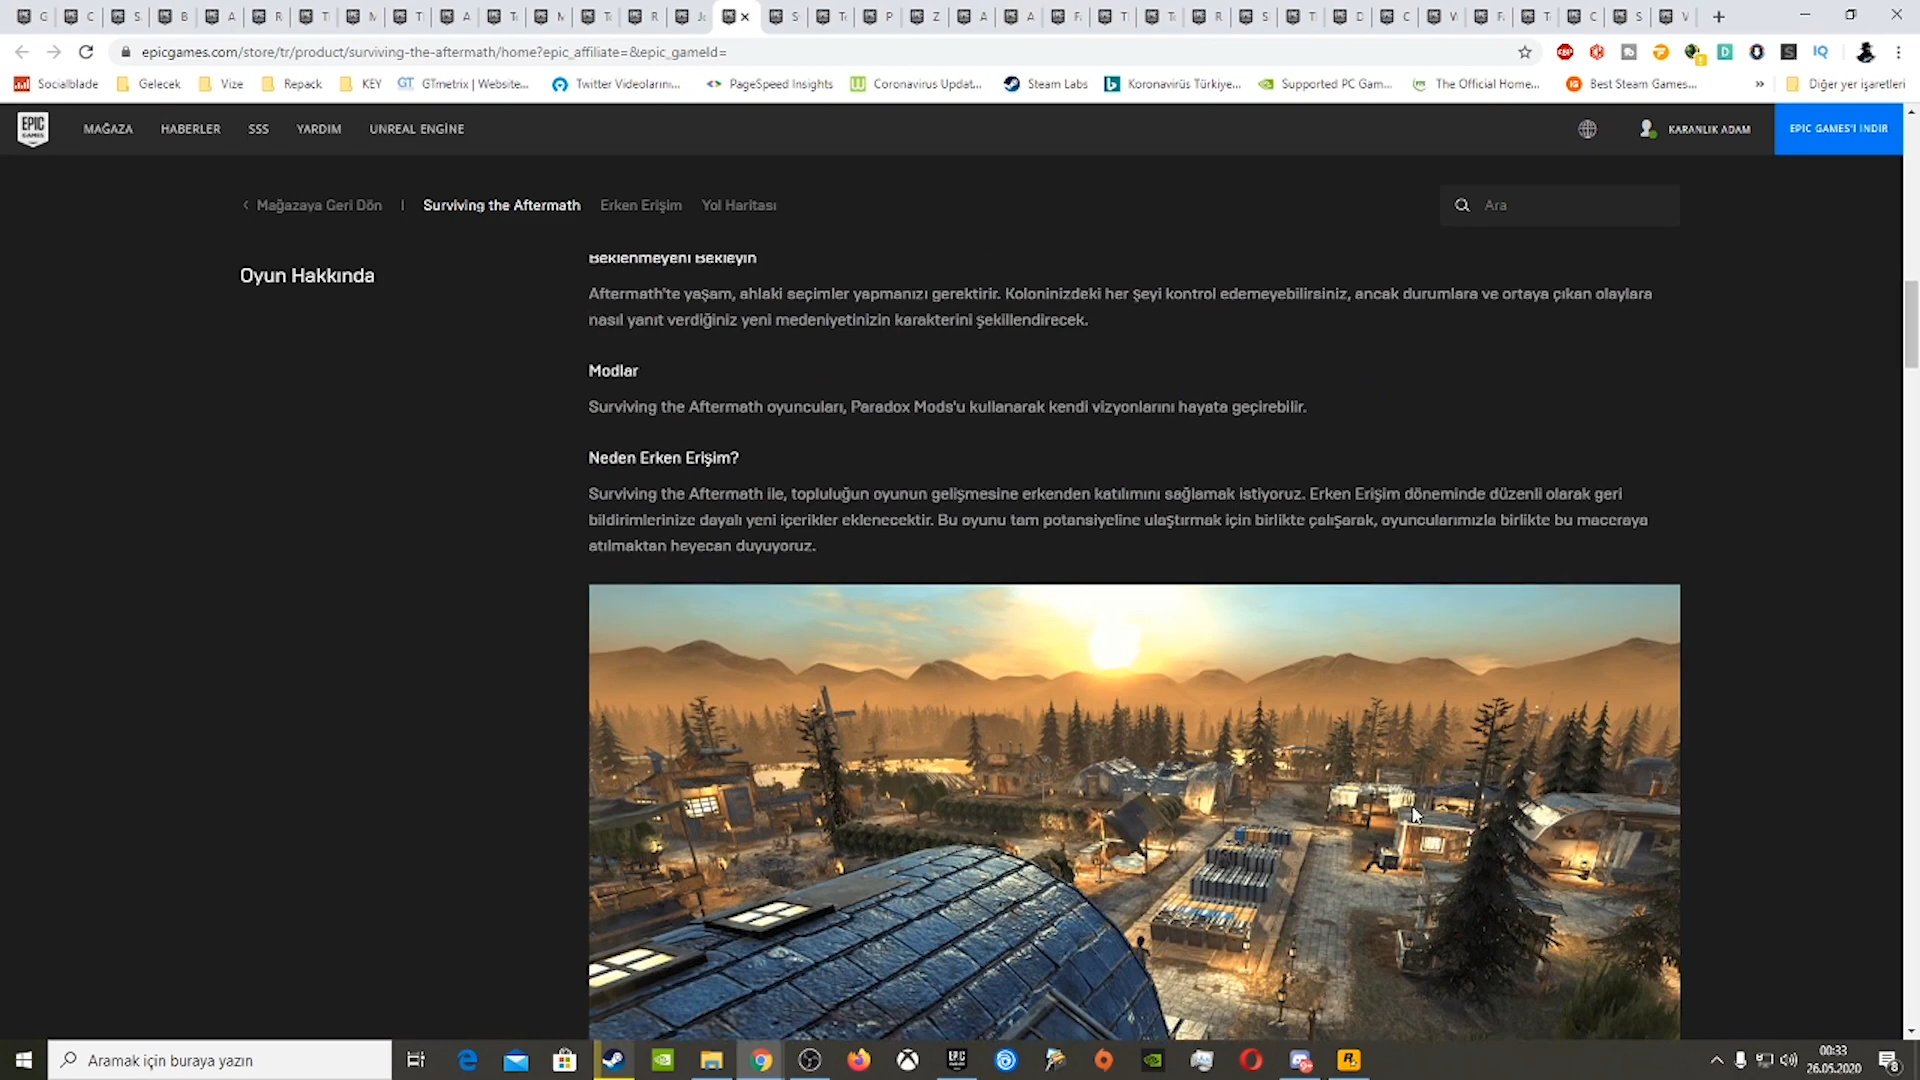 G
C
S
B
A
R
T
M
T
A
T
M
T
R
J
S
T
P
Z
A
A
F
T
T
R
S
T
D
C
W
F
T
C
S
V
epicgames.com/store/tr/product/surviving-the-aftermath/home?epic_affiliate=&epic_gameId=
Socialblade
Gelecek
Vize
Repack
KEY
GT GTmetrix | Website...
Twitter Videolarını...
PageSpeed Insights
Coronavirus Updat...
Steam Labs
Koronavirüs Türkiye...
Supported PC Gam...
The Official Home...
Best Steam Games...
»
Diğer yer işaretleri
EPIC GAMES
MAĞAZA
HABERLER
SSS
YARDIM
UNREAL ENGİNE
KARANLIK ADAM
EPIC GAMES'I INDIR
Mağazaya Geri Dön
Surviving the Aftermath
Erken Erişim
Yol Haritası
Ara
Oyun Hakkında
Beklenmeyeni Bekleyin
Aftermath'te yaşam, ahlaki seçimler yapmanızı gerektirir. Koloninizdeki her şeyi kontrol edemeyebilirsiniz, ancak durumlara ve ortaya çıkan olaylara
nasıl yanıt verdiğiniz yeni medeniyetinizin karakterini şekillendirecek.
Modlar
Surviving the Aftermath oyuncuları, Paradox Mods'u kullanarak kendi vizyonlarını hayata geçirebilir.
Neden Erken Erişim?
Surviving the Aftermath ile, topluluğun oyunun gelişmesine erkenden katılımını sağlamak istiyoruz. Erken Erişim döneminde düzenli olarak geri
bildirimlerinize dayalı yeni içerikler eklenecektir. Bu oyunu tam potansiyeline ulaştırmak için birlikte çalışarak, oyuncularımızla birlikte bu maceraya
atılmaktan heyecan duyuyoruz.
Aramak için buraya yazın
00:33
26.05.2020
8